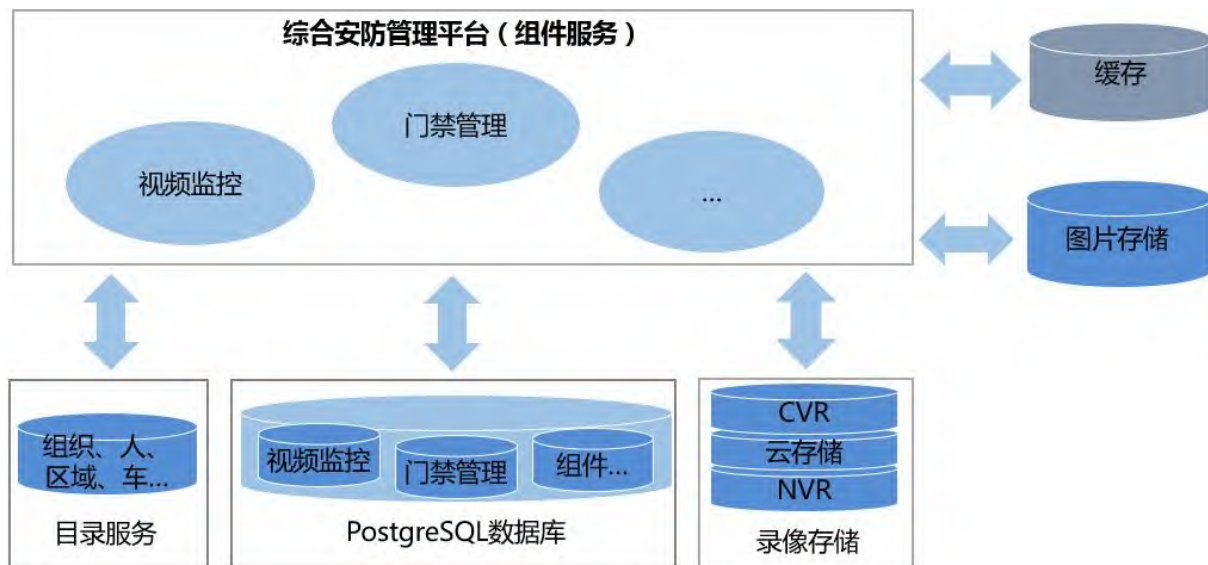 综合安防管理平台（组件服务）
缓存
门禁管理
视频监控
...
图片存储
组织、人、
区域、车...
目录服务
视频监控
门禁管理
组件...
PostgreSQL数据库
CVR
云存储
NVR
录像存储